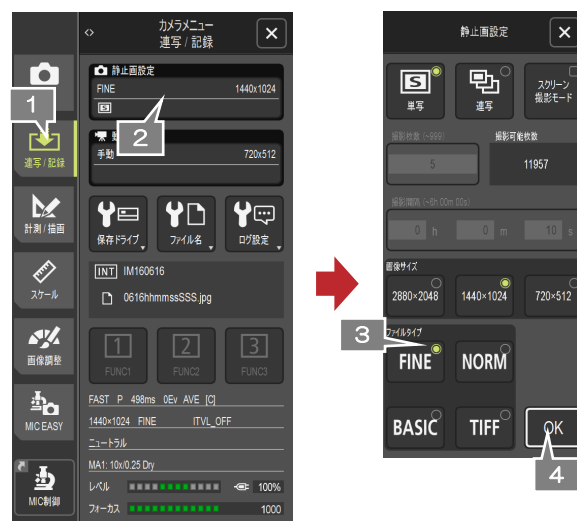 カメラメニュー
連写 / 記録
静止画設定
FINE 1440x1024
S
1
2
連写 / 記録
手動 720x512
計測 / 描画
保存ドライブ
ファイル名
ログ設定
スケール
INT IM160616
0616hhmmssSSS.jpg
画像調整
1
2
3
FUNC1
FUNC2
FUNC3
MIC EASY
FAST P 498ms 0Ev AVE [C]
1440×1024 FINE ITVL_OFF
ニュートラル
MA1: 10x/0.25 Dry
MIC制御
レベル 100%
フォーカス 1000
静止画設定
S
単写
連写
スクリーン
撮影モード
撮影枚数 (~999)
撮影可能枚数
5
11957
撮影間隔 (~6h 00m 00s)
0 h 0 m 10 s
画像サイズ
2880×2048
1440×1024
720×512
3
ファイルタイプ
FINE
NORM
BASIC
TIFF
OK
4